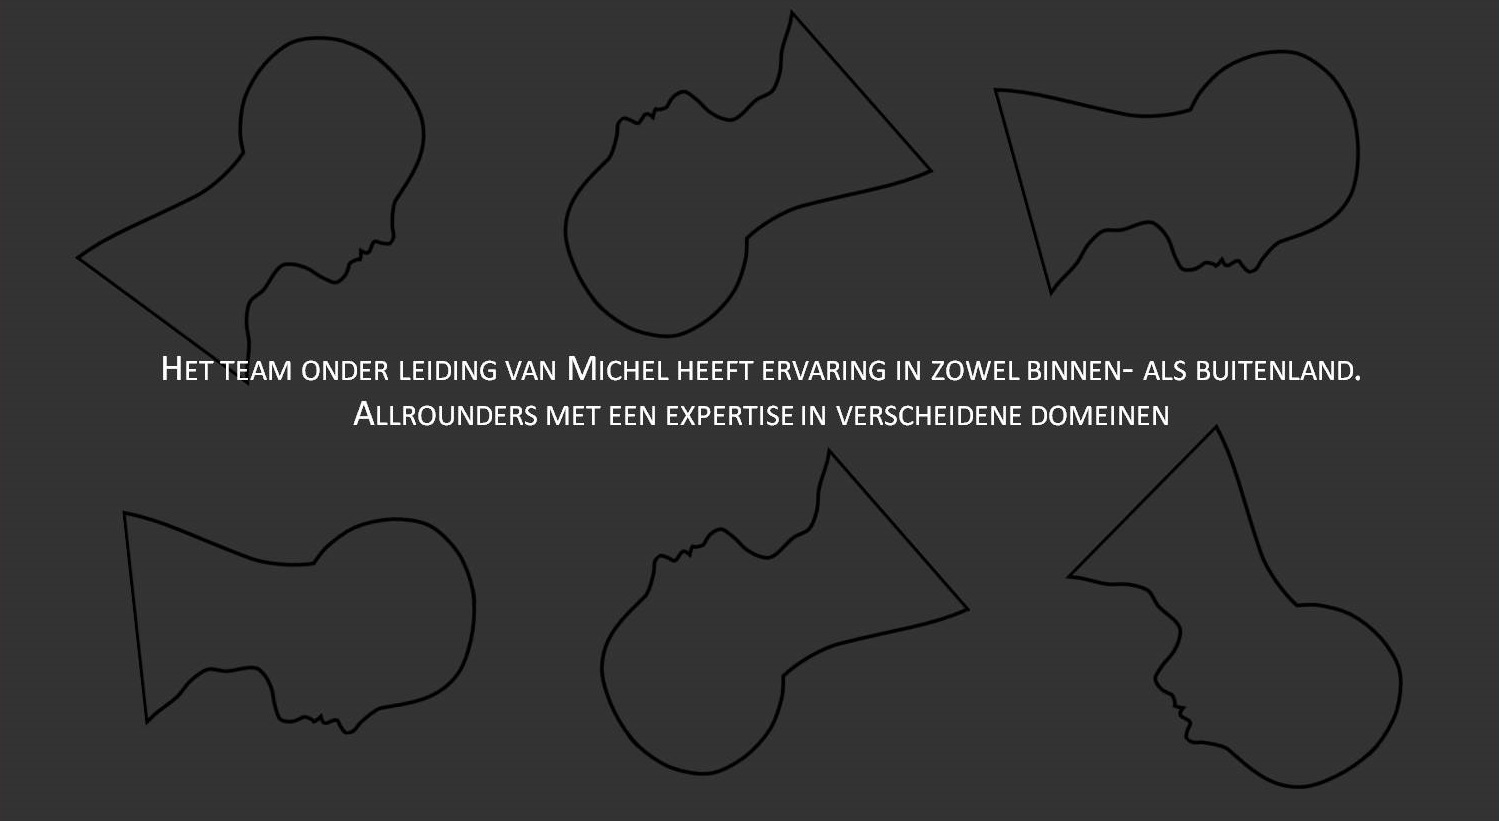 Het team onder leiding van Michel heeft ervaring in zowel binnen- als buitenland.
Allrounders met een expertise in verscheidene domeinen